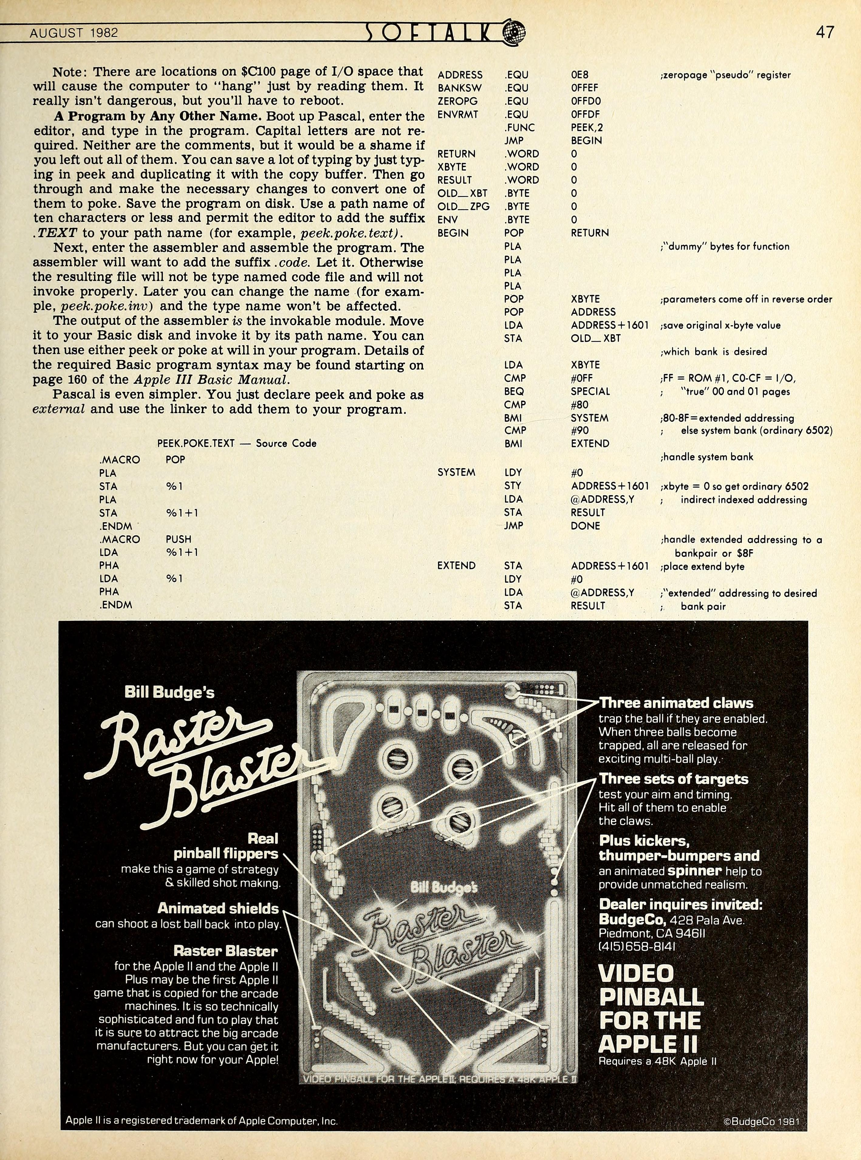 AUGUST 1982
SOFTALK
47
Note: There are locations on $C100 page of I/O space that
will cause the computer to "hang" just by reading them. It
really isn't dangerous, but you'll have to reboot.
A Program by Any Other Name. Boot up Pascal, enter the
editor, and type in the program. Capital letters are not re-
quired. Neither are the comments, but it would be a shame if
you left out all of them. You can save a lot of typing by just typ-
ing in peek and duplicating it with the copy buffer. Then go
through and make the necessary changes to convert one of
them to poke. Save the program on disk. Use a path name of
ten characters or less and permit the editor to add the suffix
.TEXT to your path name (for example, peek.poke.text).
Next, enter the assembler and assemble the program. The
assembler will want to add the suffix .code. Let it. Otherwise
the resulting file will not be type named code file and will not
invoke properly. Later you can change the name (for exam-
ple, peek.poke.inv) and the type name won't be affected.
The output of the assembler is the invokable module. Move
it to your Basic disk and invoke it by its path name. You can
then use either peek or poke at will in your program. Details of
the required Basic program syntax may be found starting on
page 160 of the Apple III Basic Manual.
Pascal is even simpler. You just declare peek and poke as
external and use the linker to add them to your program.
PEEK.POKE.TEXT — Source Code
.MACRO POP
PLA
STA %1
PLA
STA %1+1
.ENDM
.MACRO PUSH
LDA %1+1
PHA
LDA %1
PHA
.ENDM
ADDRESS .EQU 0E8 ;zeropage "pseudo" register
BANKSW .EQU 0FFEF
ZEROPG .EQU 0FFD0
ENVRMT .EQU 0FFDF
.FUNC PEEK,2
JMP BEGIN
RETURN .WORD 0
XBYTE .WORD 0
RESULT .WORD 0
OLD_XBT .BYTE 0
OLD_ZPG .BYTE 0
ENV .BYTE 0
BEGIN POP RETURN
PLA ;"dummy" bytes for function
PLA
PLA
PLA
POP XBYTE ;parameters come off in reverse order
POP ADDRESS
LDA ADDRESS+1601 ;save original x-byte value
STA OLD_XBT
;which bank is desired
LDA XBYTE
CMP #0FF ;FF = ROM #1, C0-CF = I/O,
BEQ SPECIAL ; "true" 00 and 01 pages
CMP #80
BMI SYSTEM ;80-8F=extended addressing
CMP #90 ; else system bank (ordinary 6502)
BMI EXTEND
;handle system bank
SYSTEM LDY #0
STY ADDRESS+1601 ;xbyte = 0 so get ordinary 6502
LDA @ADDRESS,Y ; indirect indexed addressing
STA RESULT
JMP DONE
;handle extended addressing to a
bankpair or $8F
EXTEND STA ADDRESS+1601 ;place extend byte
LDY #0
LDA @ADDRESS,Y ;"extended" addressing to desired
STA RESULT ; bank pair
Bill Budge's
Raster
Blaster
Real
pinball flippers
make this a game of strategy
& skilled shot making.
Animated shields
can shoot a lost ball back into play.
Raster Blaster
for the Apple II and the Apple II
Plus may be the first Apple II
game that is copied for the arcade
machines. It is so technically
sophisticated and fun to play that
it is sure to attract the big arcade
manufacturers. But you can get it
right now for your Apple!
Bill Budge's
Raster
Blaster
VIDEO PINBALL FOR THE APPLE II; REQUIRES A 48K APPLE II
Three animated claws
trap the ball if they are enabled.
When three balls become
trapped, all are released for
exciting multi-ball play.
Three sets of targets
test your aim and timing.
Hit all of them to enable
the claws.
Plus kickers,
thumper-bumpers and
an animated spinner help to
provide unmatched realism.
Dealer inquires invited:
BudgeCo, 428 Pala Ave.
Piedmont, CA 94611
(415)658-8141
VIDEO
PINBALL
FOR THE
APPLE II
Requires a 48K Apple II
Apple II is a registered trademark of Apple Computer, Inc.
©BudgeCo 1981